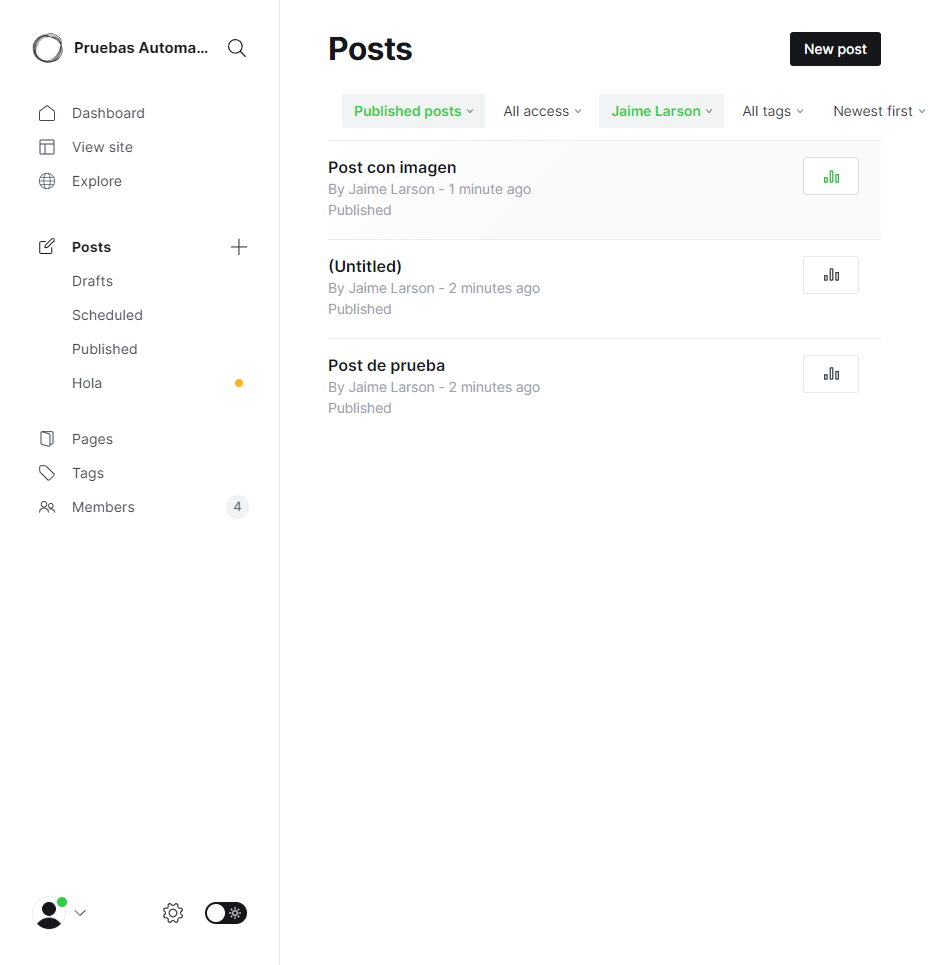 Pruebas Automa...
Dashboard
View site
Explore
Posts
Drafts
Scheduled
Published
Hola
Pages
Tags
Members 4
Posts
New post
Published posts All access Jaime Larson All tags Newest first
Post con imagen
By Jaime Larson - 1 minute ago
Published
(Untitled)
By Jaime Larson - 2 minutes ago
Published
Post de prueba
By Jaime Larson - 2 minutes ago
Published